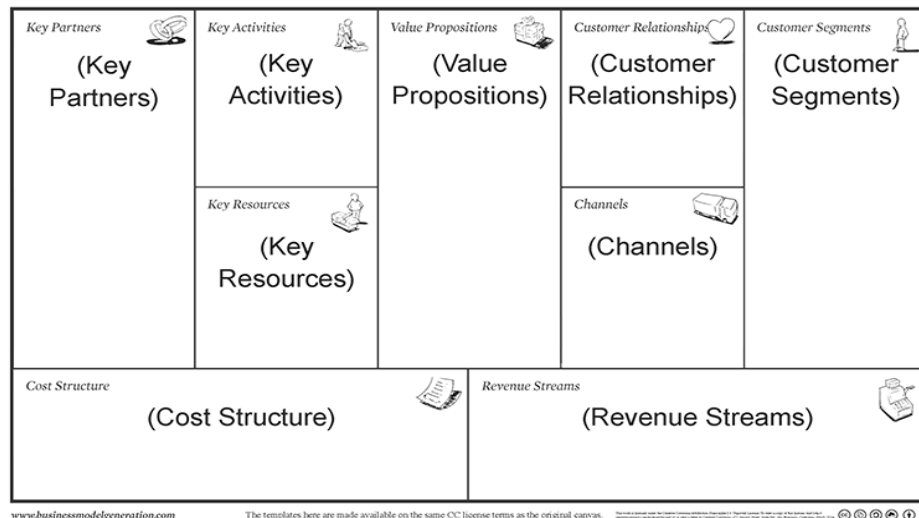 Key Partners
(Key
Partners)
Key Activities
(Key
Activities)
Key Resources
(Key
Resources)
Value Propositions
(Value
Propositions)
Customer Relationships
(Customer
Relationships)
Channels
(Channels)
Customer Segments
(Customer
Segments)
Cost Structure
(Cost Structure)
Revenue Streams
(Revenue Streams)
www.businessmodelgeneration.com
The templates here are made available on the same CC license terms as the original canvas.